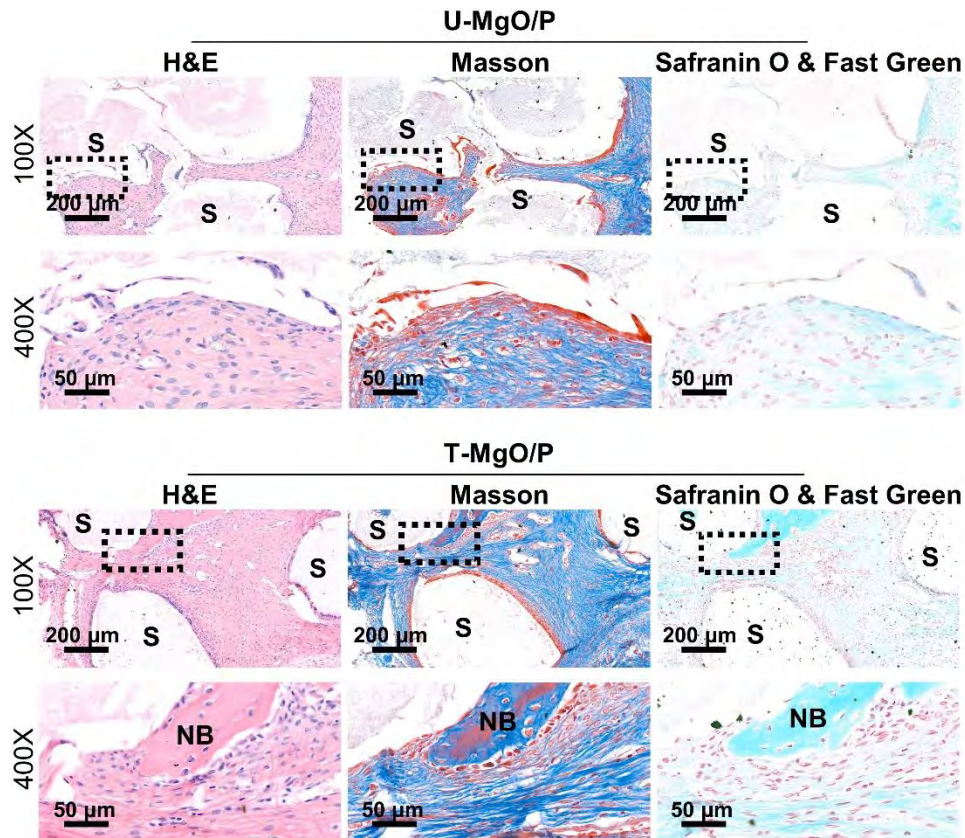 U-MgO/P
H&E Masson Safranin O & Fast Green
100X
S S 200 µm
S S 200 µm
S S 200 µm
400X
50 µm
50 µm
50 µm
T-MgO/P
H&E Masson Safranin O & Fast Green
100X
S S S 200 µm
S S S 200 µm
S S S 200 µm
400X
NB 50 µm
NB 50 µm
NB 50 µm